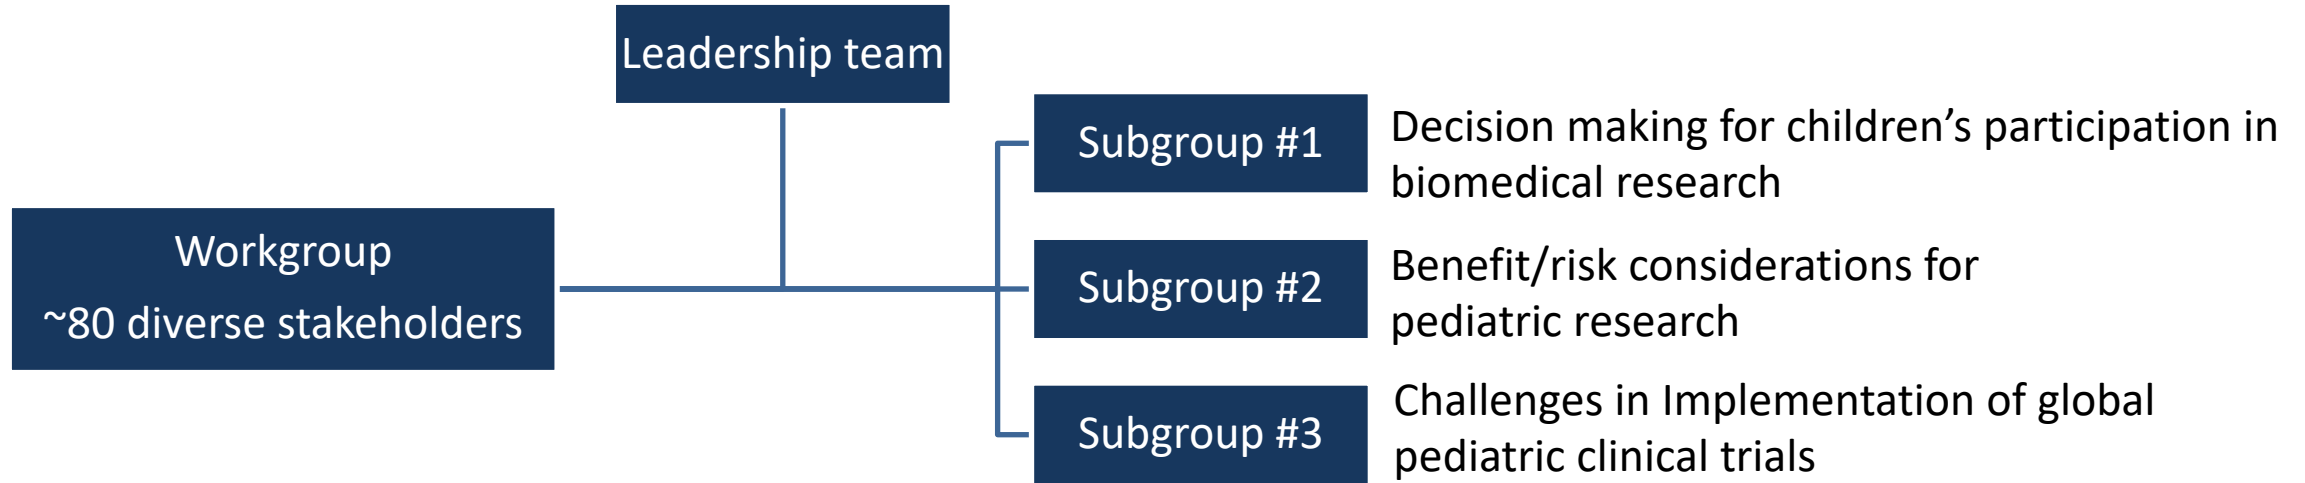 Leadership team
Workgroup
~80 diverse stakeholders
Subgroup #1
Decision making for children’s participation in
biomedical research
Subgroup #2
Benefit/risk considerations for
pediatric research
Subgroup #3
Challenges in Implementation of global
pediatric clinical trials